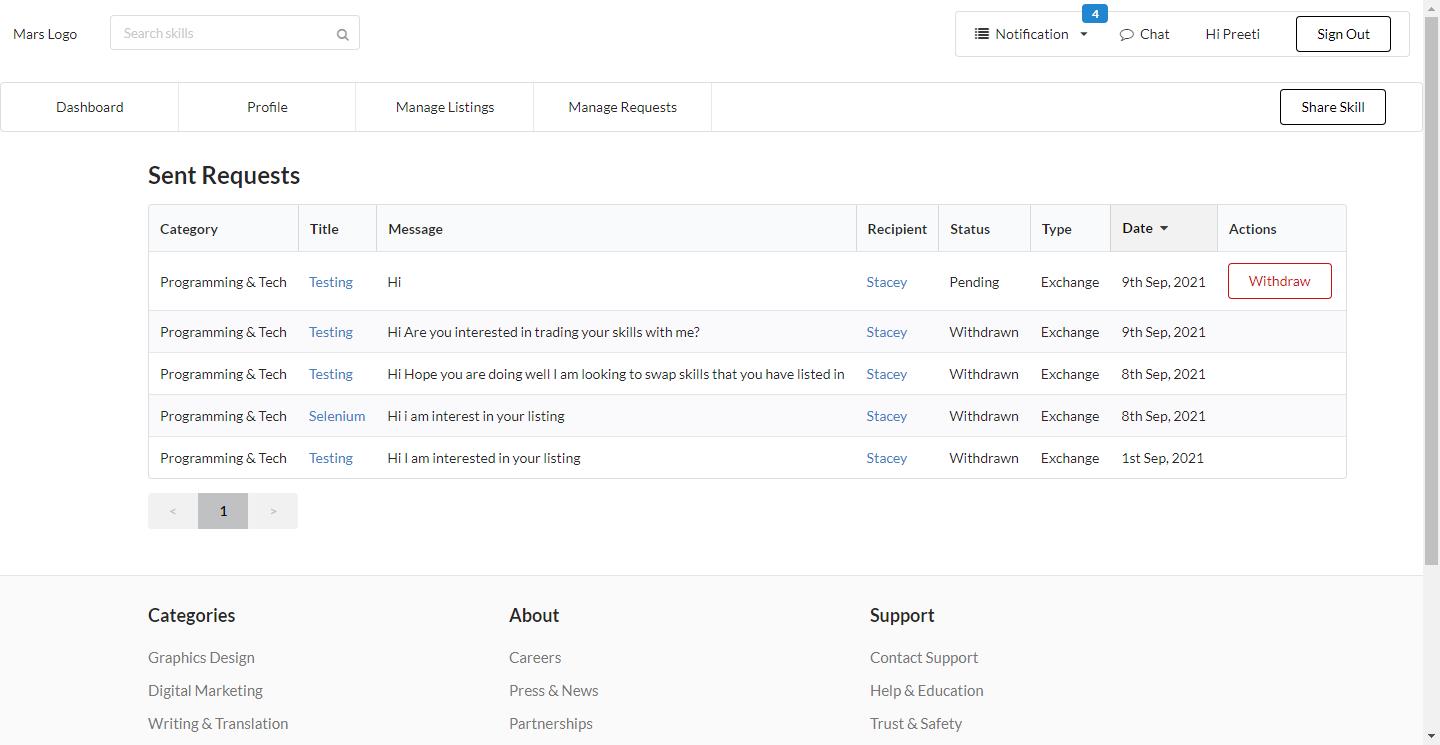 Mars Logo Search skills Notification 4 Chat Hi Preeti Sign Out
Dashboard Profile Manage Listings Manage Requests Share Skill
Sent Requests
Category Title Message Recipient Status Type Date Actions
Programming & Tech Testing Hi Stacey Pending Exchange 9th Sep, 2021 Withdraw
Programming & Tech Testing Hi Are you interested in trading your skills with me? Stacey Withdrawn Exchange 9th Sep, 2021
Programming & Tech Testing Hi Hope you are doing well I am looking to swap skills that you have listed in Stacey Withdrawn Exchange 8th Sep, 2021
Programming & Tech Selenium Hi i am interest in your listing Stacey Withdrawn Exchange 8th Sep, 2021
Programming & Tech Testing Hi I am interested in your listing Stacey Withdrawn Exchange 1st Sep, 2021
< 1 >
Categories About Support
Graphics Design Careers Contact Support
Digital Marketing Press & News Help & Education
Writing & Translation Partnerships Trust & Safety